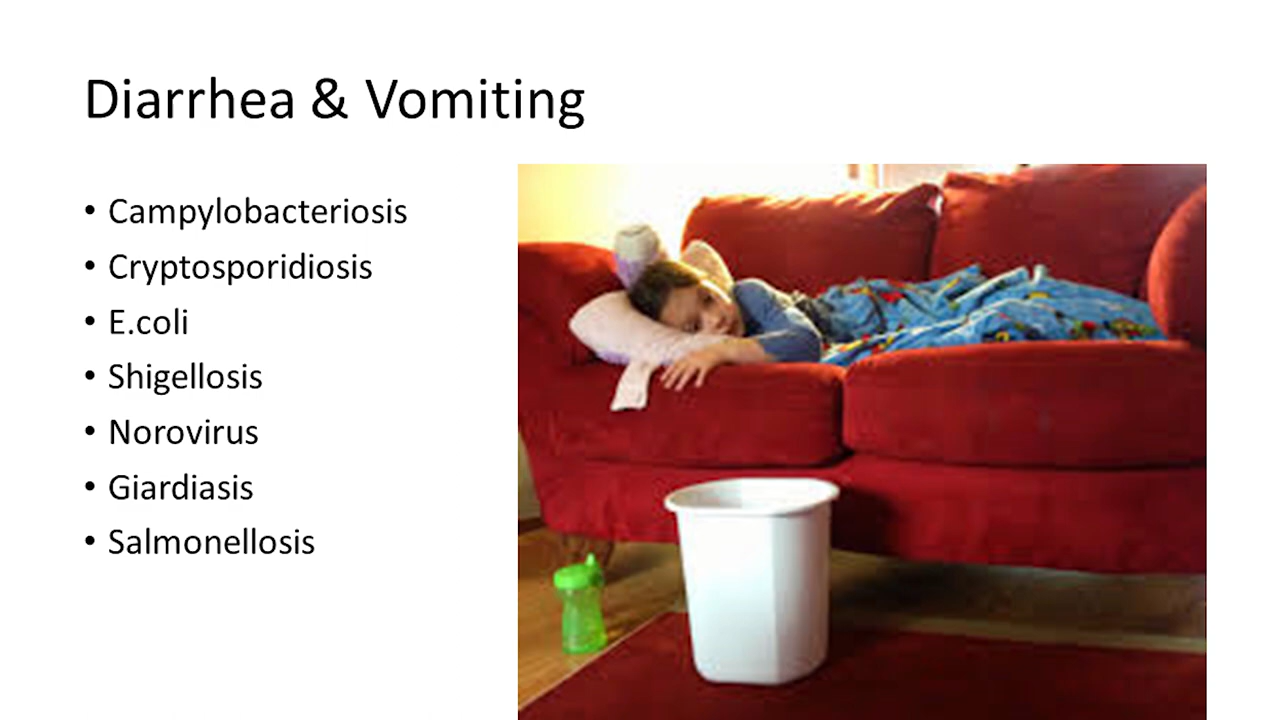 Diarrhea & Vomiting
• Campylobacteriosis
• Cryptosporidiosis
• E.coli
• Shigellosis
• Norovirus
• Giardiasis
• Salmonellosis